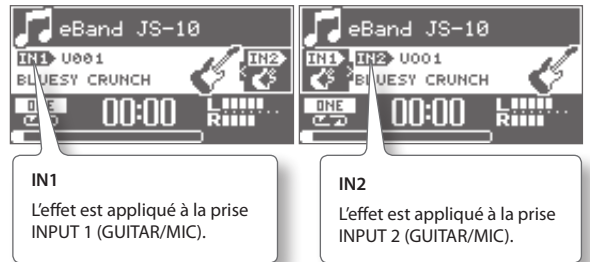 eBand JS-10
IN1 U001 IN2
BLUESY CRUNCH
ONE 00:00 L
R
eBand JS-10
IN1 IN2 U001
BLUESY CRUNCH
ONE 00:00 L
R
IN1
L'effet est appliqué à la prise
INPUT 1 (GUITAR/MIC).
IN2
L'effet est appliqué à la prise
INPUT 2 (GUITAR/MIC).